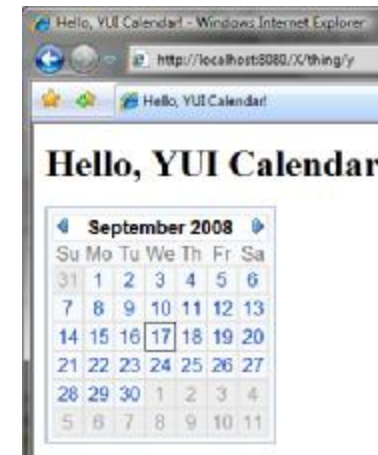 Hello, YUI Calendar! - Windows Internet Explorer
http://localhost:8080/X/thing/y
Hello, YUI Calendar!
Hello, YUI Calendar
September 2008
Su Mo Tu We Th Fr Sa
31 1 2 3 4 5 6
7 8 9 10 11 12 13
14 15 16 17 18 19 20
21 22 23 24 25 26 27
28 29 30 1 2 3 4
5 6 7 8 9 10 11